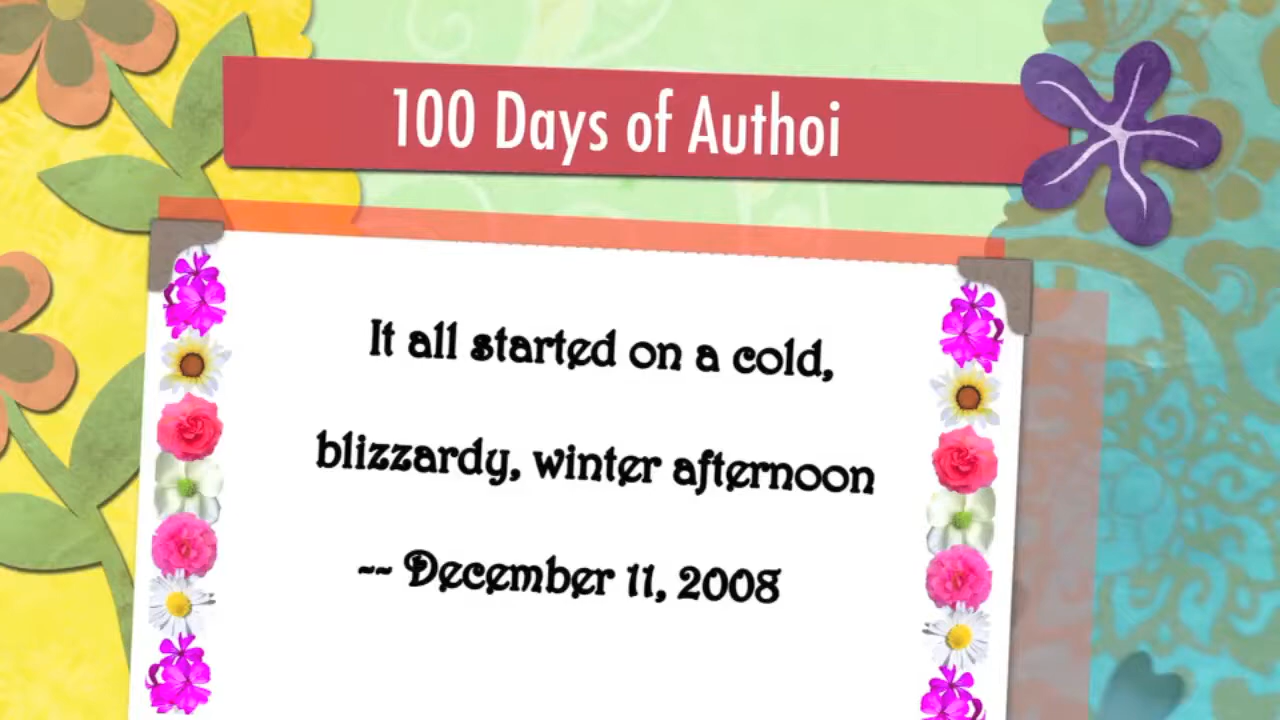 100 Days of Authoi
It all started on a cold,
blizzardy, winter afternoon
-- December 11, 2008